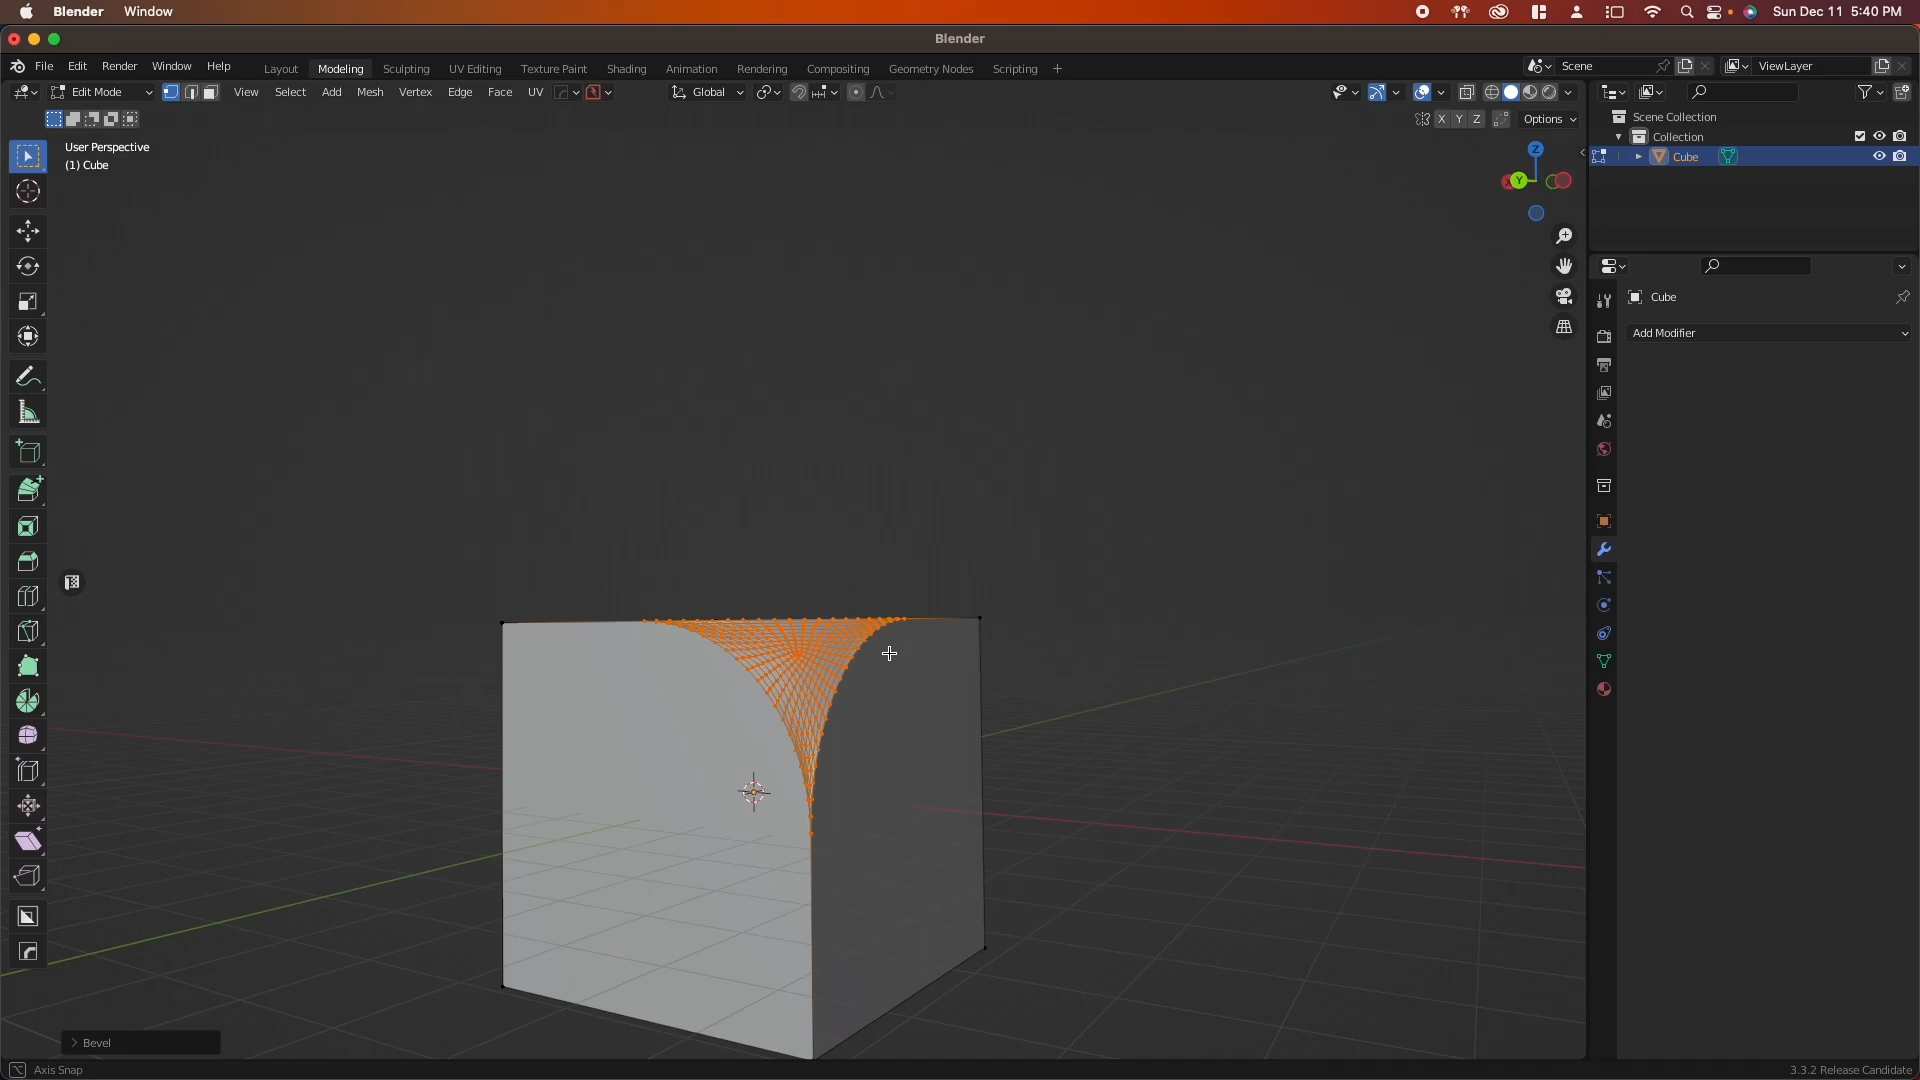 Blender Window Sun Dec 11 5:40 PM
Blender
File Edit Render Window Help Layout Modeling Sculpting UV Editing Texture Paint Shading Animation Rendering Compositing Geometry Nodes Scripting + Scene ViewLayer
Edit Mode View Select Add Mesh Vertex Edge Face UV Global
X Y Z Options
Scene Collection
Collection
Cube
User Perspective
(1) Cube
Z
X Y
Cube
Add Modifier
> Bevel
Axis Snap
3.3.2 Release Candidate